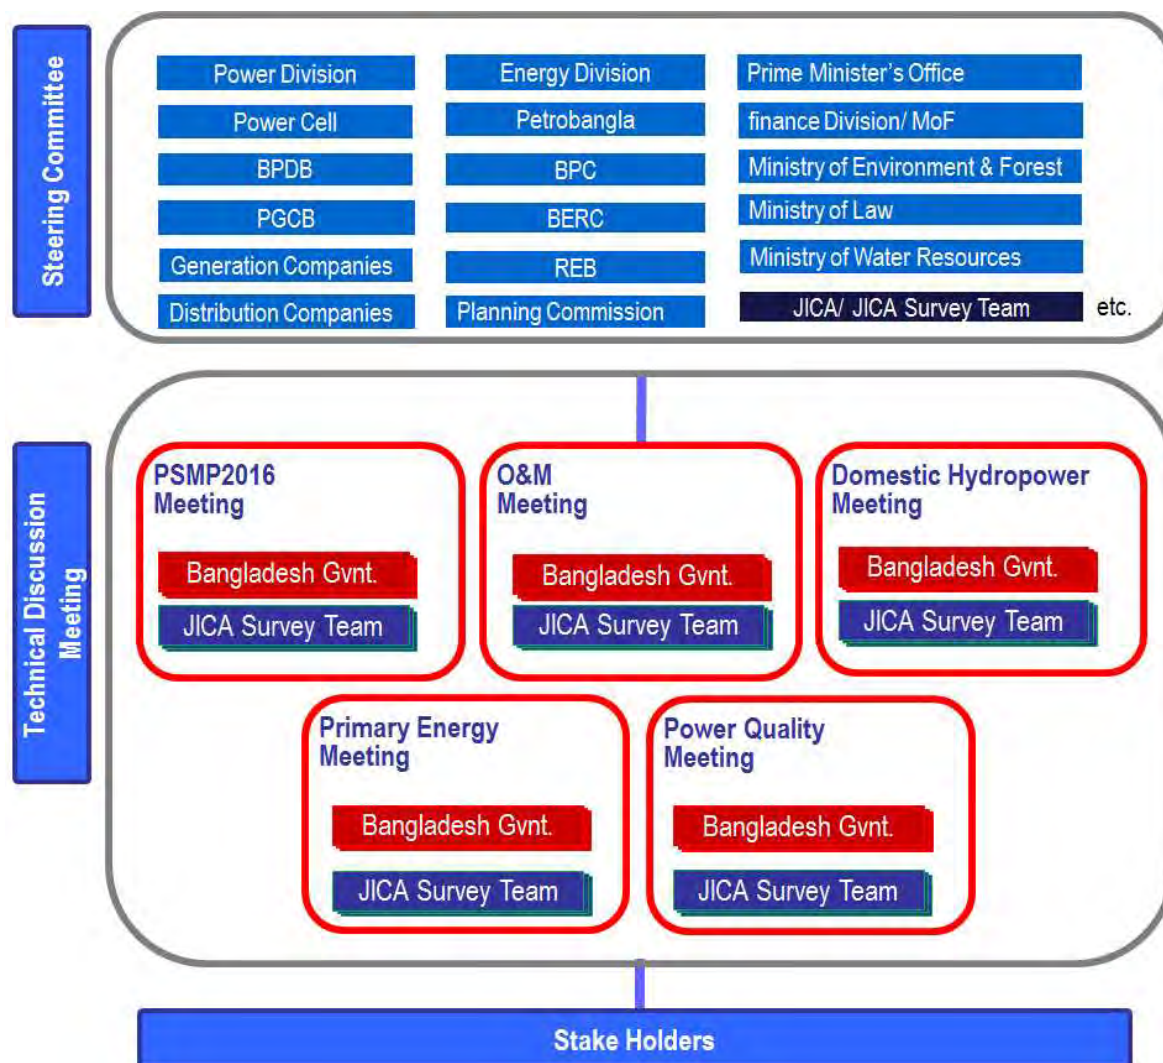 Steering Committee
Power Division
Power Cell
BPDB
PGCB
Generation Companies
Distribution Companies
Energy Division
Petrobangla
BPC
BERC
REB
Planning Commission
Prime Minister's Office
finance Division/ MoF
Ministry of Environment & Forest
Ministry of Law
Ministry of Water Resources
JICA/ JICA Survey Team
etc.
Technical Discussion
Meeting
PSMP2016
Meeting
Bangladesh Gvnt.
JICA Survey Team
O&M
Meeting
Bangladesh Gvnt.
JICA Survey Team
Domestic Hydropower
Meeting
Bangladesh Gvnt.
JICA Survey Team
Primary Energy
Meeting
Bangladesh Gvnt.
JICA Survey Team
Power Quality
Meeting
Bangladesh Gvnt.
JICA Survey Team
Stake Holders